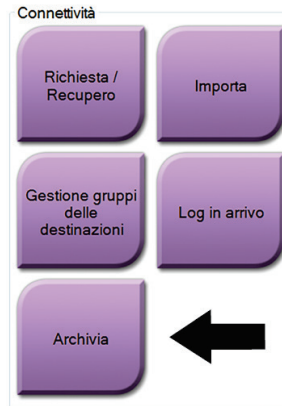 Connettività
Richiesta /
Recupero
Importa
Gestione gruppi
delle
destinazioni
Log in arrivo
Archivia